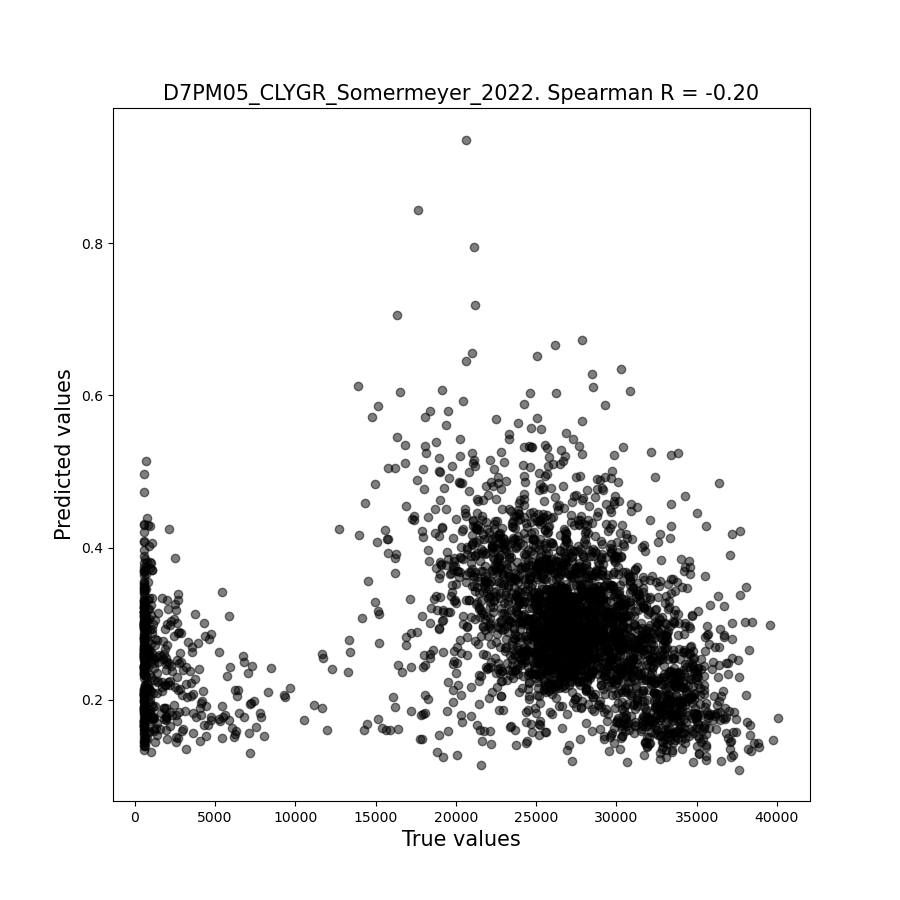 D7PM05_CLYGR_Somermeyer_2022. Spearman R = -0.20
Predicted values
0.8
0.6
0.4
0.2
0 5000 10000 15000 20000 25000 30000 35000 40000
True values